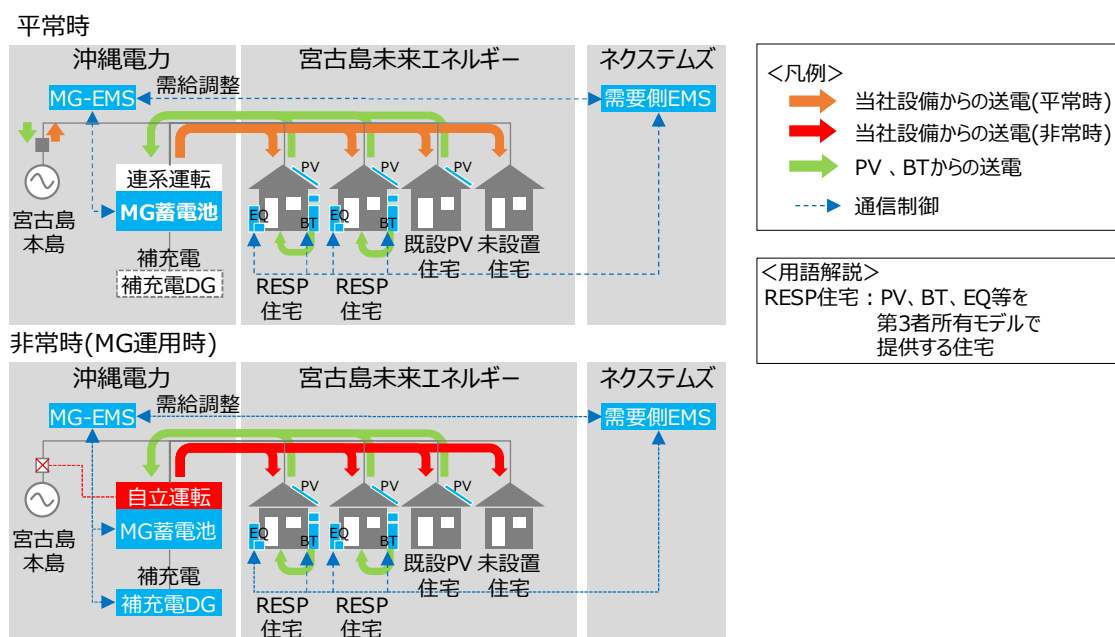 平常時
沖縄電力
宮古島未来エネルギー
ネクステムズ
MG-EMS
需給調整
需要側EMS
連系運転
MG蓄電池
宮古島
本島
補充電
補充電DG
PV
PV
EQ
BT
EQ
BT
既設PV
住宅
未設置
住宅
RESP
住宅
RESP
住宅
非常時(MG運用時)
沖縄電力
宮古島未来エネルギー
ネクステムズ
MG-EMS
需給調整
需要側EMS
自立運転
MG蓄電池
宮古島
本島
補充電
補充電DG
PV
PV
EQ
BT
EQ
BT
既設PV
住宅
未設置
住宅
RESP
住宅
RESP
住宅
<凡例>
当社設備からの送電(平常時)
当社設備からの送電(非常時)
PV 、BTからの送電
通信制御
<用語解説>
RESP住宅：PV、BT、EQ等を
第3者所有モデルで
提供する住宅